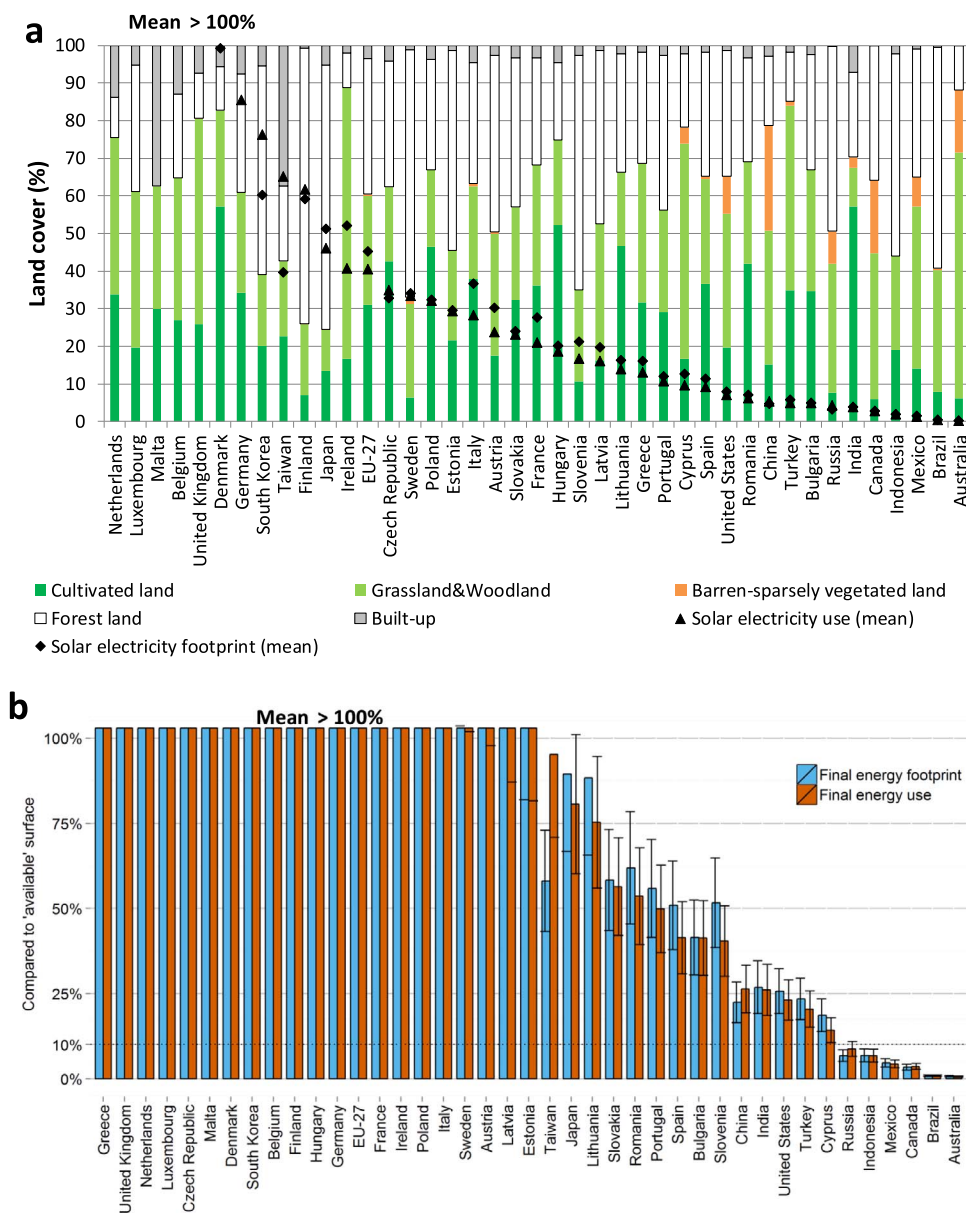 a
Mean > 100%
Land cover (%)
100
90
80
70
60
50
40
30
20
10
0
Netherlands
Luxembourg
Malta
Belgium
United Kingdom
Denmark
Germany
South Korea
Taiwan
Finland
Japan
Ireland
EU-27
Czech Republic
Sweden
Poland
Estonia
Italy
Austria
Slovakia
France
Hungary
Slovenia
Latvia
Lithuania
Greece
Portugal
Cyprus
Spain
United States
Romania
China
Turkey
Bulgaria
Russia
India
Canada
Indonesia
Mexico
Brazil
Australia
Cultivated land
Grassland&Woodland
Barren-sparsely vegetated land
Forest land
Built-up
Solar electricity use (mean)
Solar electricity footprint (mean)
b
Mean > 100%
Compared to 'available' surface
100%
75%
50%
25%
10%
0%
Final energy footprint
Final energy use
Greece
United Kingdom
Netherlands
Luxembourg
Czech Republic
Malta
Denmark
South Korea
Belgium
Finland
Hungary
Germany
EU-27
France
Ireland
Poland
Italy
Sweden
Austria
Latvia
Estonia
Taiwan
Japan
Lithuania
Slovakia
Romania
Portugal
Spain
Bulgaria
Slovenia
China
India
United States
Turkey
Cyprus
Russia
Indonesia
Mexico
Canada
Brazil
Australia